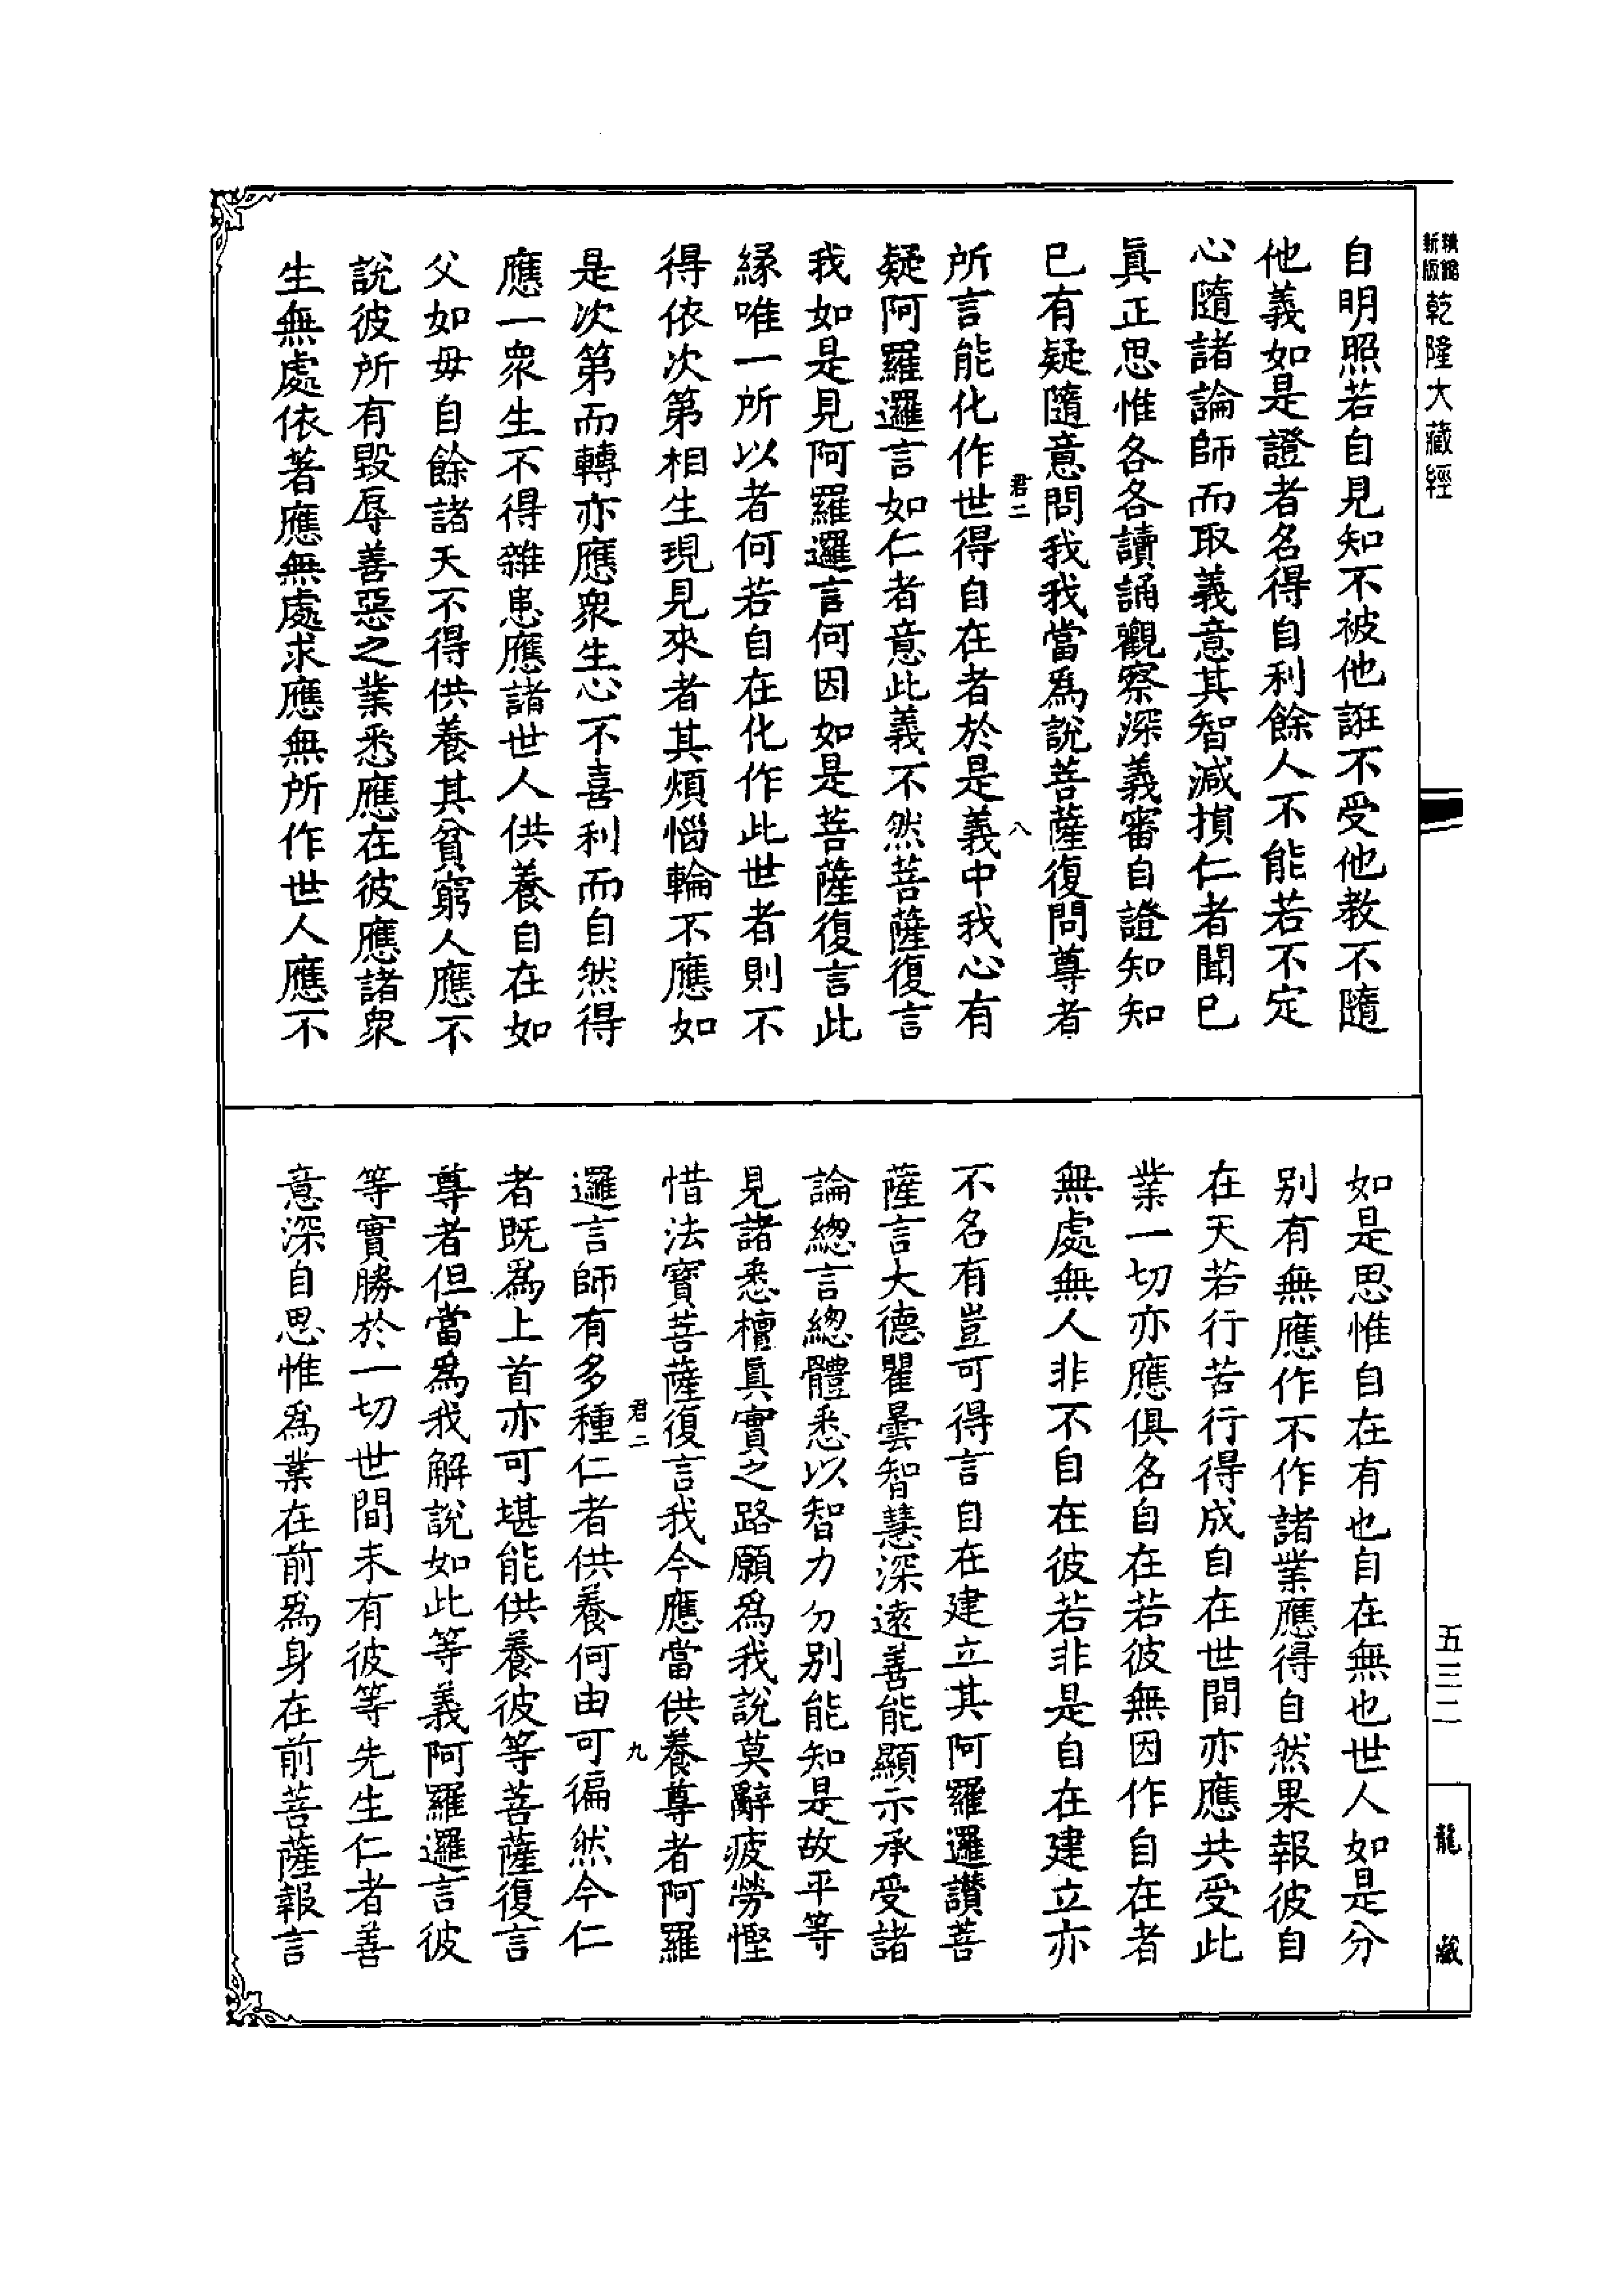 新版
精縮
乾隆大藏經
自明照若自見知不被他誑不受他教不隨
他義如是證者名得自利餘人不能若不定
心隨諸論師而取義意其智減損仁者聞已
真正思惟各各讀誦觀察深義審自證知知
已有疑隨意問我我當為說菩薩復問尊者
君二
八
所言能化作世得自在者於是義中我心有
疑阿羅邏言如仁者意此義不然菩薩復言
我如是見阿羅邏言何因如是菩薩復言此
緣唯一所以者何若自在化作此世者則不
得依次第相生現見來者其煩惱輪不應如
是次第而轉亦應眾生心不喜利而自然得
應一眾生不得雜患應諸世人供養自在如
父如毋自餘諸天不得供養其貧窮人應不
說彼所有毀辱善惡之業悉應在彼應諸眾
生無處依著應無處求應無所作世人應不
五三二
龍藏
如是思惟自在有也自在無也世人如是分
別有無應作不作諸業應得自然果報彼自
在天若行苦行得成自在世間亦應共受此
業一切亦應俱名自在若彼無因作自在者
無處無人非不自在彼若非是自在建立亦
不名有豈可得言自在建立其阿羅邏讚菩
薩言大德瞿曇智慧深遠善能顯示承受諸
論總言總體悉以智力分別能知是故平等
見諸悉檀真實之路願為我說莫辭疲勞慳
惜法寶菩薩復言我今應當供養尊者阿羅
君二
九
邏言師有多種仁者供養何由可徧然今仁
者既為上首亦可堪能供養彼等菩薩復言
尊者但當為我解說如此等義阿羅邏言彼
等實勝於一切世間未有彼等先生仁者善
意深自思惟為業在前為身在前菩薩報言